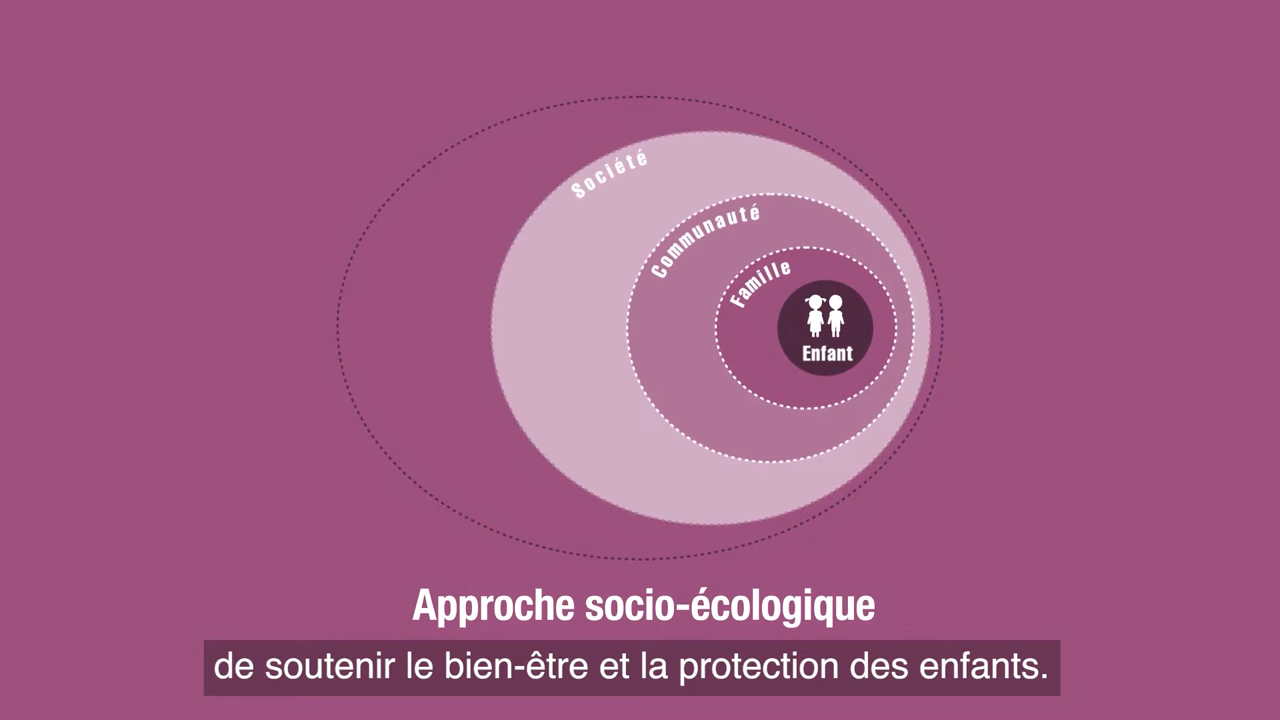 Société
Communauté
Famille
Enfant
Approche socio-écologique
de soutenir le bien-être et la protection des enfants.